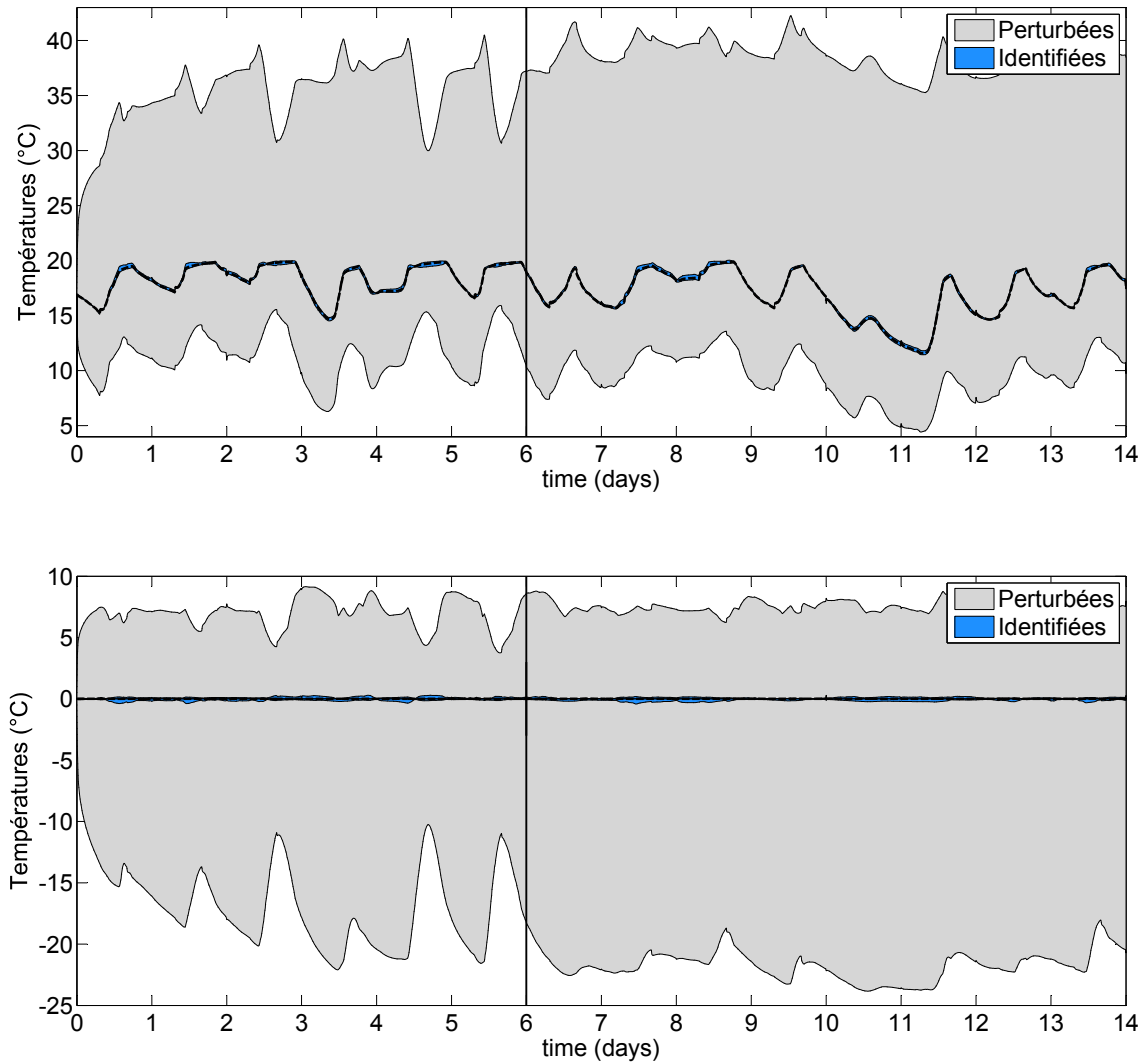 Températures (°C)
40
35
30
25
20
15
10
5
0 1 2 3 4 5 6 7 8 9 10 11 12 13 14
time (days)
Perturbées
Identifiées
Températures (°C)
10
5
0
-5
-10
-15
-20
-25
0 1 2 3 4 5 6 7 8 9 10 11 12 13 14
time (days)
Perturbées
Identifiées